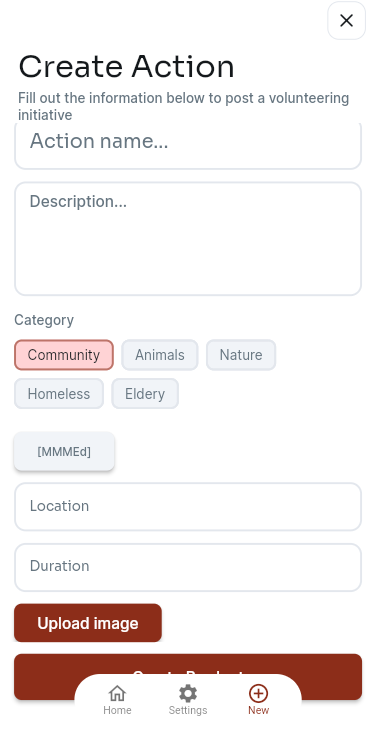 Create Action
Fill out the information below to post a volunteering
initiative
Action name...
Description...
Category
Community Animals Nature
Homeless Eldery
[MMMEd]
Location
Duration
Upload image
Home Settings New